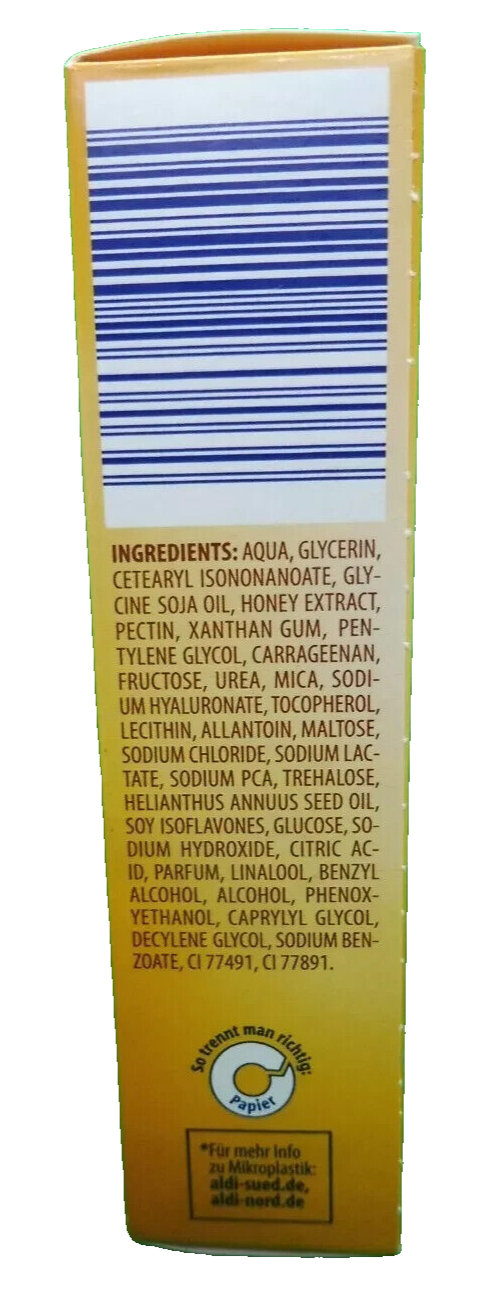 INGREDIENTS: AQUA, GLYCERIN,
CETEARYL ISONONANOATE, GLY-
CINE SOJA OIL, HONEY EXTRACT,
PECTIN, XANTHAN GUM, PEN-
TYLENE GLYCOL, CARRAGEENAN,
FRUCTOSE, UREA, MICA, SODI-
UM HYALURONATE, TOCOPHEROL,
LECITHIN, ALLANTOIN, MALTOSE,
SODIUM CHLORIDE, SODIUM LAC-
TATE, SODIUM PCA, TREHALOSE,
HELIANTHUS ANNUUS SEED OIL,
SOY ISOFLAVONES, GLUCOSE, SO-
DIUM HYDROXIDE, CITRIC AC-
ID, PARFUM, LINALOOL, BENZYL
ALCOHOL, ALCOHOL, PHENOX-
YETHANOL, CAPRYLYL GLYCOL,
DECYLENE GLYCOL, SODIUM BEN-
ZOATE, CI 77491, CI 77891.
So trennt man richtig:
Papier
*Für mehr Info
zu Mikroplastik:
aldi-sued.de,
aldi-nord.de